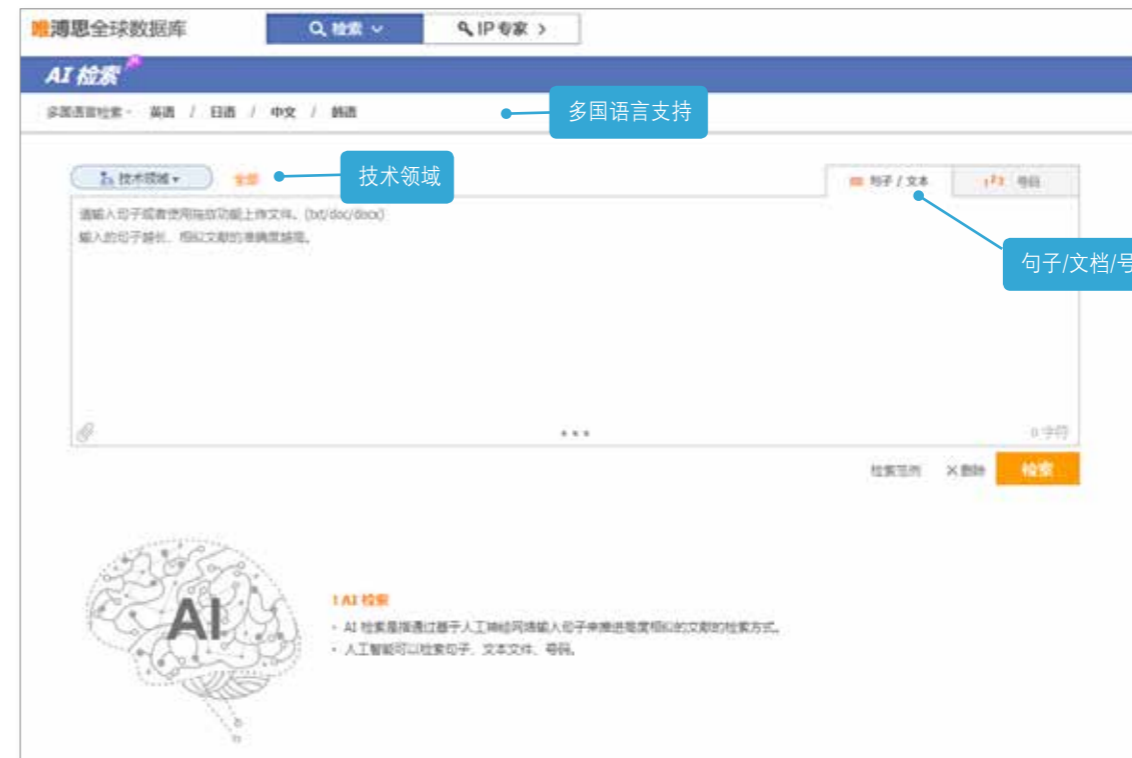 唯溥思全球数据库
检索
IP专家 >
AI 检索
多国语言检索 - 英语 / 日语 / 中文 / 韩语
多国语言支持
技术领域
全部
技术领域
句子 / 文本
号码
请输入句子或者使用拖放功能上传文件。(txt/doc/docx)
输入的句子越长,相似文献的准确度越高。
句子/文档/号
0 字符
检索范例
删除
检索
AI
! AI 检索
· AI 检索是指通过基于人工神经网络输入句子来推进高度相似的文献的检索方式。
· 人工智能可以检索句子、文本文件、号码。